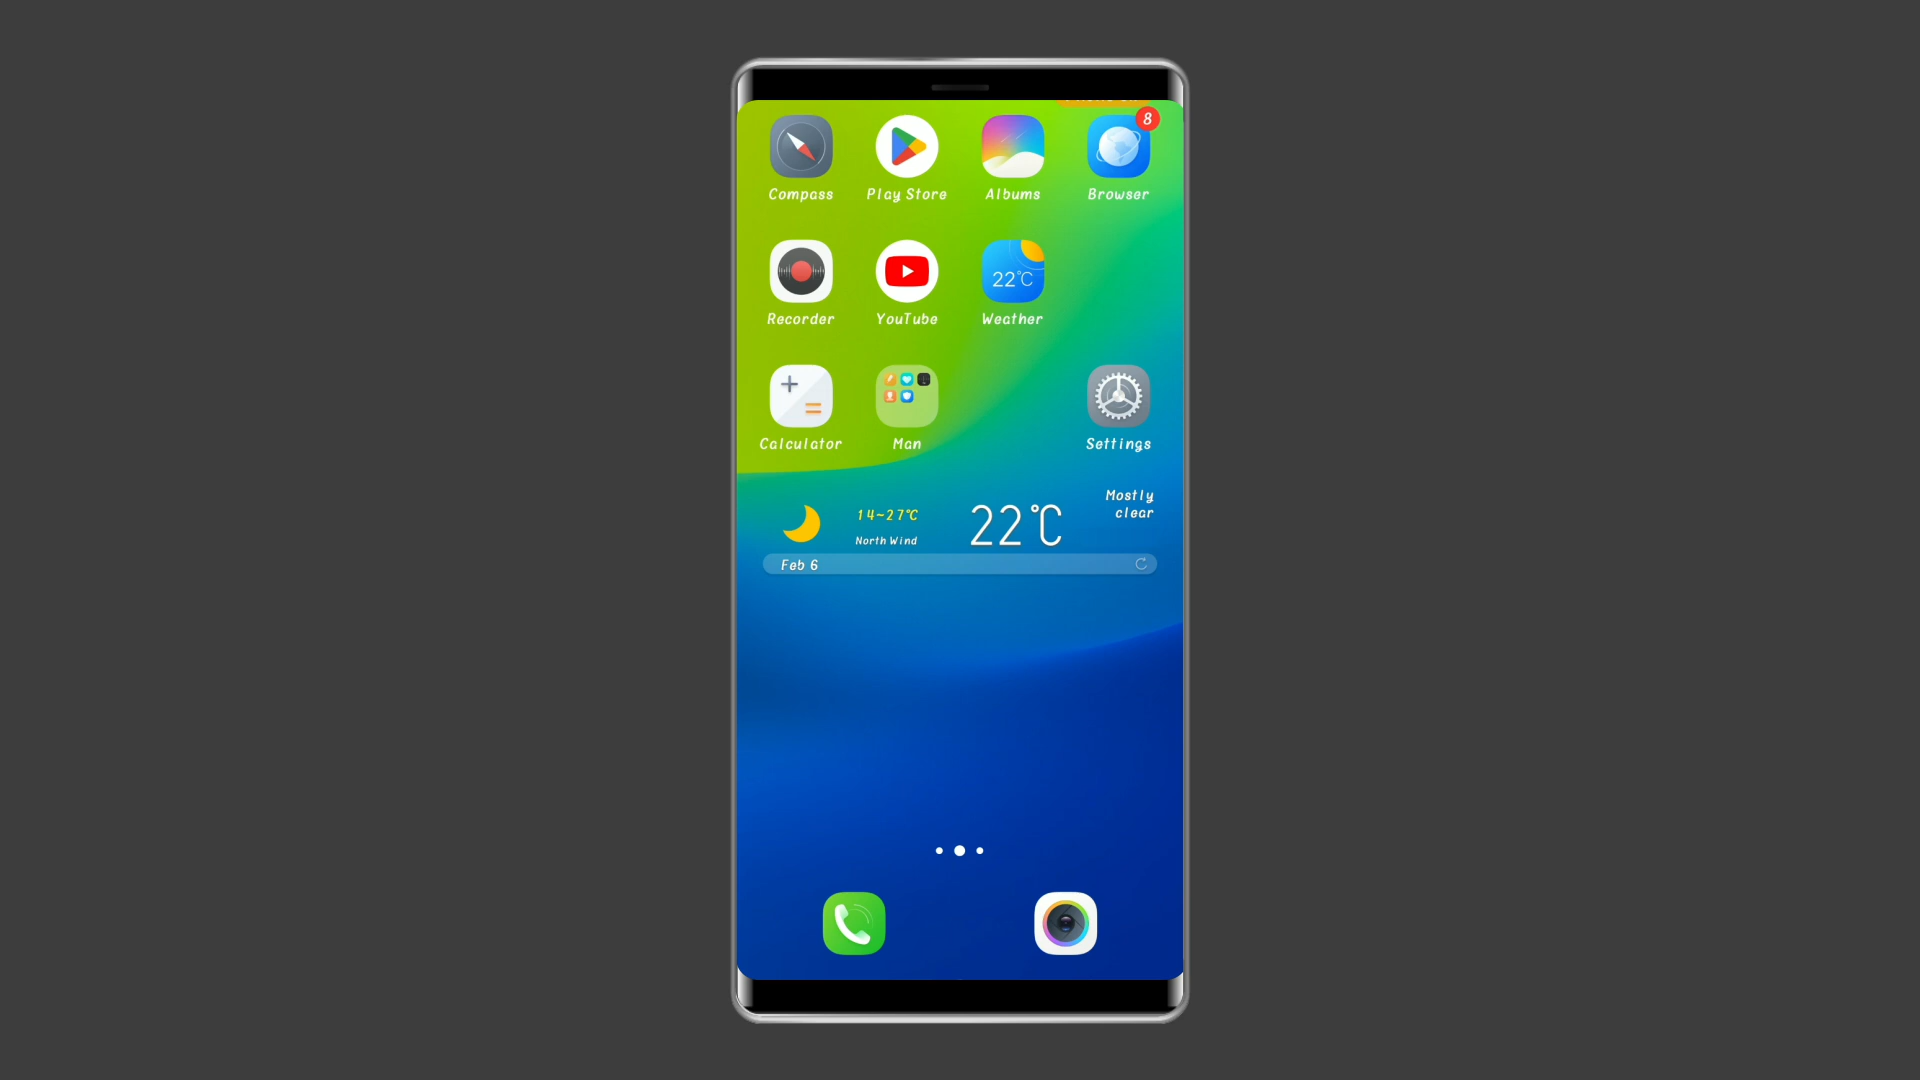 8
Compass Play Store Albums Browser
22°C
Recorder YouTube Weather
Calculator Man Settings
Mostly
clear
14~27°C
22°C
North Wind
Feb 6